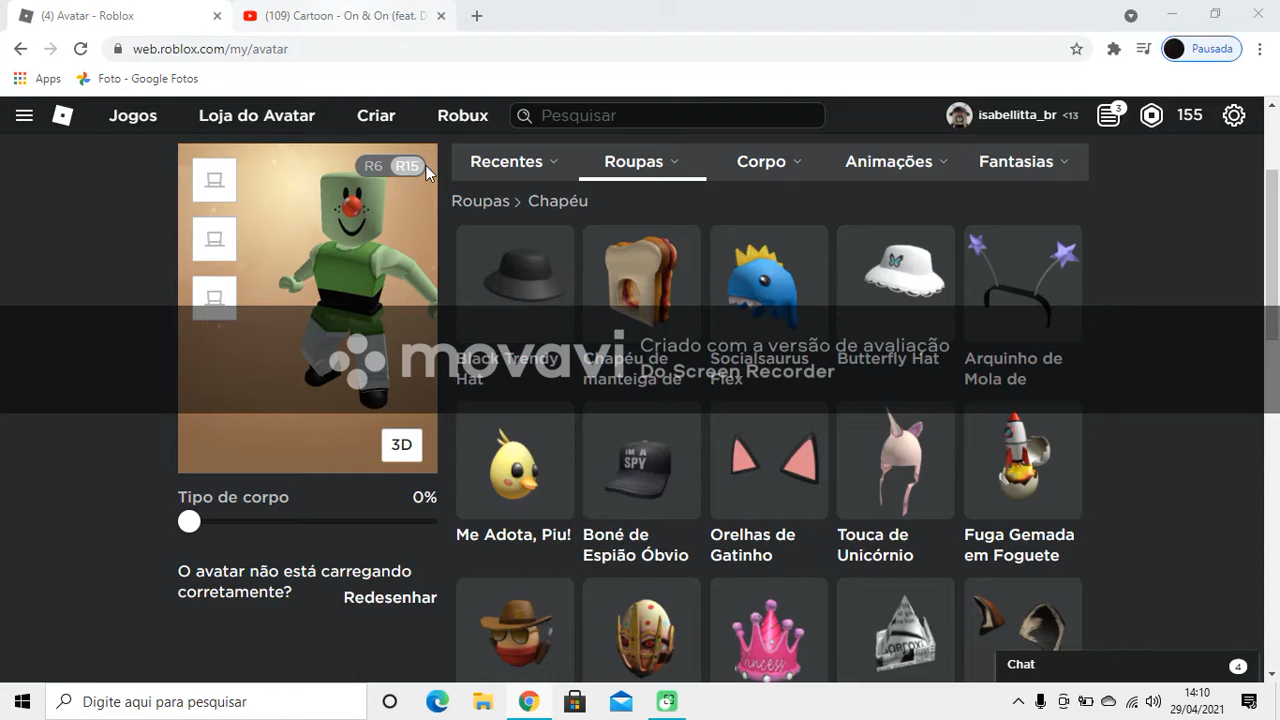 (4) Avatar - Roblox
(109) Cartoon - On & On (feat. D
web.roblox.com/my/avatar
Pausada
Apps
Foto - Google Fotos
Jogos
Loja do Avatar
Criar
Robux
Pesquisar
isabellitta_br
<13
3
155
R6
R15
Recentes
Roupas
Corpo
Animações
Fantasias
Roupas > Chapéu
movavi
Criado com a versão de avaliação
Do Screen Recorder
Black Trendy
Hat
Chapéu de
manteiga de
Socialsaurus
Flex
Butterfly Hat
Arquinho de
Mola de
3D
Tipo de corpo
0%
O avatar não está carregando
corretamente?
Redesenhar
I'M A
SPY
Me Adota, Piu!
Boné de
Espião Óbvio
Orelhas de
Gatinho
Touca de
Unicórnio
Fuga Gemada
em Foguete
Princess
Chat
4
Digite aqui para pesquisar
14:10
29/04/2021